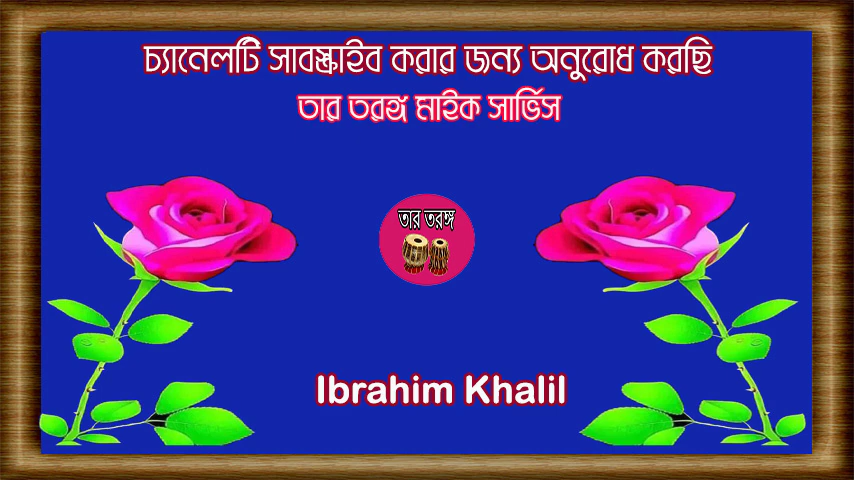 চ্যানেলটি সাবস্ক্রাইব করার জন্য অনুরোধ করছি
তার তরঙ্গ মাইক সার্ভিস
তার তরঙ্গ
Ibrahim Khalil